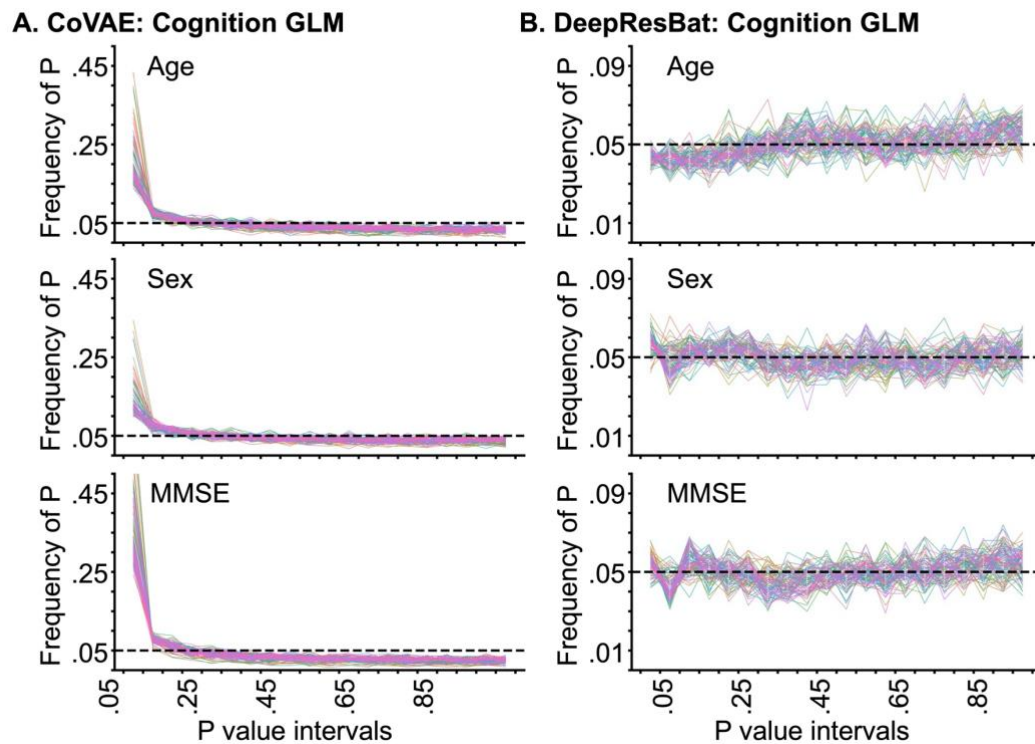 A. CoVAE: Cognition GLM
B. DeepResBat: Cognition GLM
Frequency of P
.45
.25
.05
Age
Frequency of P
.09
.05
.01
Age
Frequency of P
.45
.25
.05
Sex
Frequency of P
.09
.05
.01
Sex
Frequency of P
.45
.25
.05
MMSE
Frequency of P
.09
.05
.01
MMSE
.05 .25 .45 .65 .85
P value intervals
.05 .25 .45 .65 .85
P value intervals